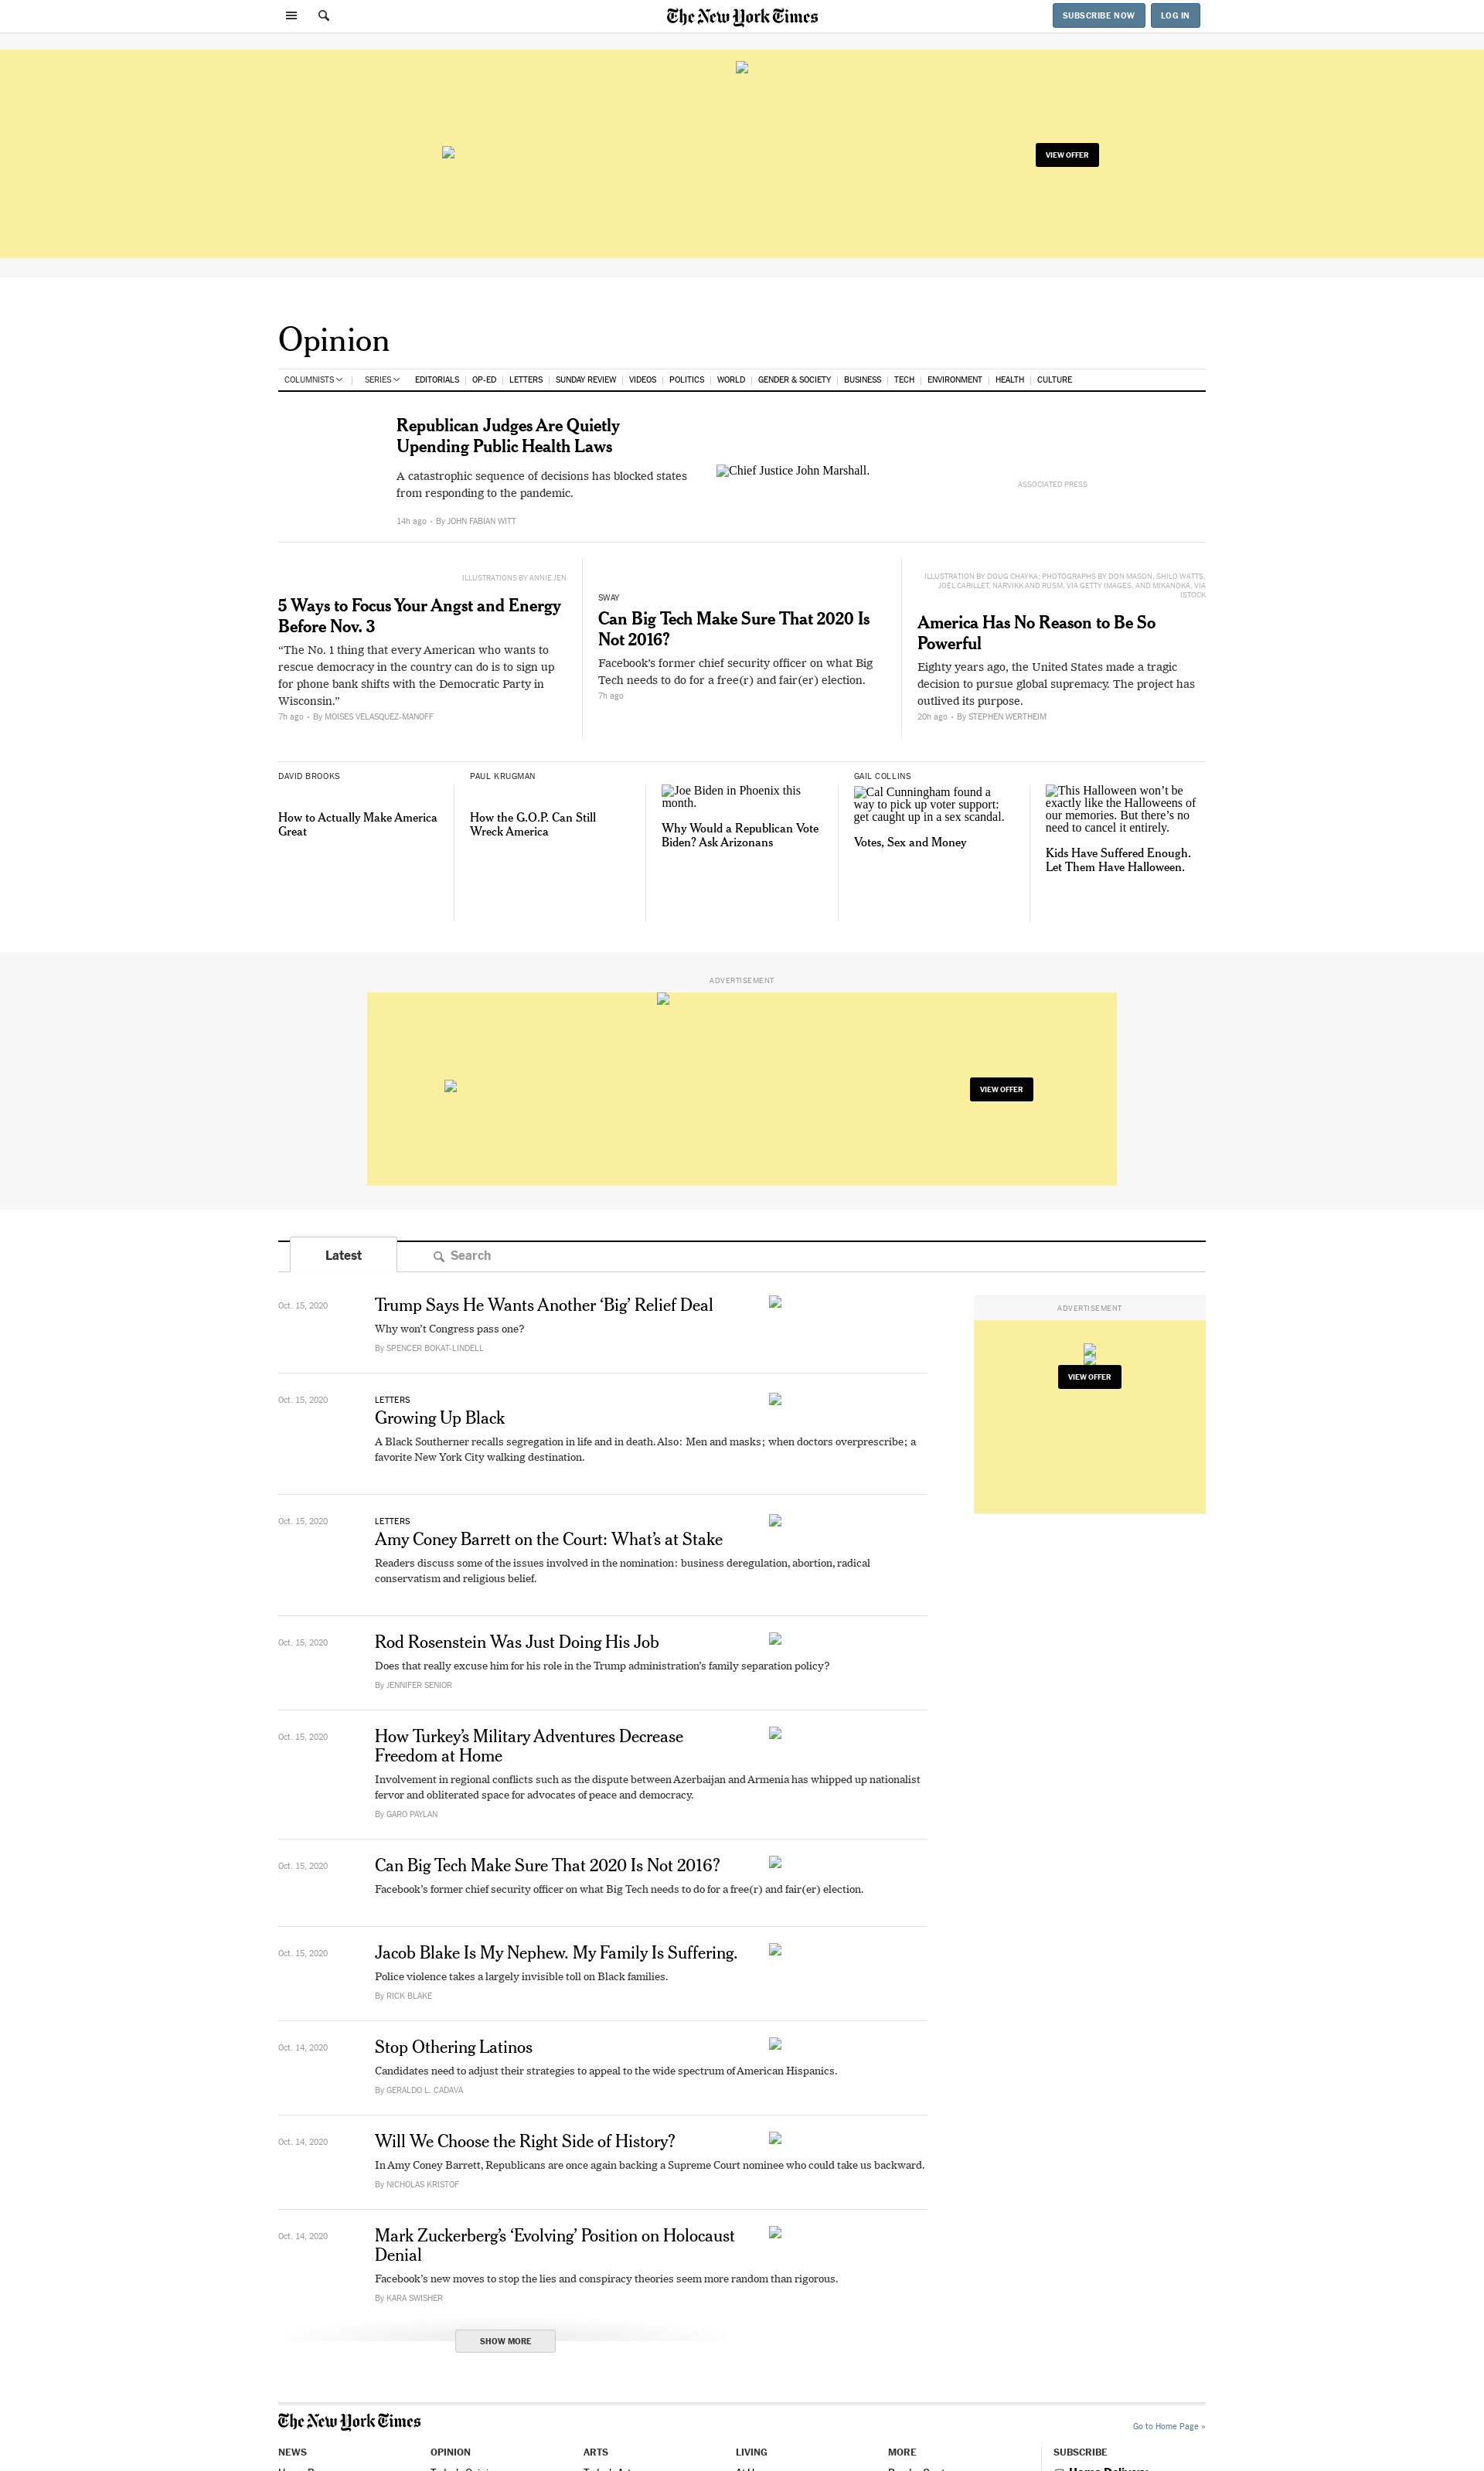 The New York Times
SUBSCRIBE NOW
LOG IN
VIEW OFFER
Opinion
COLUMNISTS
SERIES
EDITORIALS
OP-ED
LETTERS
SUNDAY REVIEW
VIDEOS
POLITICS
WORLD
GENDER & SOCIETY
BUSINESS
TECH
ENVIRONMENT
HEALTH
CULTURE
Republican Judges Are Quietly
Upending Public Health Laws
A catastrophic sequence of decisions has blocked states
from responding to the pandemic.
14h ago • By JOHN FABIAN WITT
Chief Justice John Marshall.
ASSOCIATED PRESS
ILLUSTRATIONS BY ANNIE JEN
5 Ways to Focus Your Angst and Energy
Before Nov. 3
“The No. 1 thing that every American who wants to
rescue democracy in the country can do is to sign up
for phone bank shifts with the Democratic Party in
Wisconsin.”
7h ago • By MOISES VELASQUEZ-MANOFF
SWAY
Can Big Tech Make Sure That 2020 Is
Not 2016?
Facebook’s former chief security officer on what Big
Tech needs to do for a free(r) and fair(er) election.
7h ago
ILLUSTRATION BY DOUG CHAYKA; PHOTOGRAPHS BY DON MASON, SHILO WATTS,
JOEL CARILLET, NARVIKK AND RUSM, VIA GETTY IMAGES, AND MIKANOKA, VIA
ISTOCK
America Has No Reason to Be So
Powerful
Eighty years ago, the United States made a tragic
decision to pursue global supremacy. The project has
outlived its purpose.
20h ago • By STEPHEN WERTHEIM
DAVID BROOKS
How to Actually Make America
Great
PAUL KRUGMAN
How the G.O.P. Can Still
Wreck America
Joe Biden in Phoenix this
month.
Why Would a Republican Vote
Biden? Ask Arizonans
GAIL COLLINS
Cal Cunningham found a
way to pick up voter support:
get caught up in a sex scandal.
Votes, Sex and Money
This Halloween won’t be
exactly like the Halloweens of
our memories. But there’s no
need to cancel it entirely.
Kids Have Suffered Enough.
Let Them Have Halloween.
ADVERTISEMENT
VIEW OFFER
Latest
Search
Oct. 15, 2020
Trump Says He Wants Another ‘Big’ Relief Deal
Why won’t Congress pass one?
By SPENCER BOKAT-LINDELL
ADVERTISEMENT
VIEW OFFER
Oct. 15, 2020
LETTERS
Growing Up Black
A Black Southerner recalls segregation in life and in death. Also: Men and masks; when doctors overprescribe; a
favorite New York City walking destination.
Oct. 15, 2020
LETTERS
Amy Coney Barrett on the Court: What’s at Stake
Readers discuss some of the issues involved in the nomination: business deregulation, abortion, radical
conservatism and religious belief.
Oct. 15, 2020
Rod Rosenstein Was Just Doing His Job
Does that really excuse him for his role in the Trump administration’s family separation policy?
By JENNIFER SENIOR
Oct. 15, 2020
How Turkey’s Military Adventures Decrease
Freedom at Home
Involvement in regional conflicts such as the dispute between Azerbaijan and Armenia has whipped up nationalist
fervor and obliterated space for advocates of peace and democracy.
By GARO PAYLAN
Oct. 15, 2020
Can Big Tech Make Sure That 2020 Is Not 2016?
Facebook’s former chief security officer on what Big Tech needs to do for a free(r) and fair(er) election.
Oct. 15, 2020
Jacob Blake Is My Nephew. My Family Is Suffering.
Police violence takes a largely invisible toll on Black families.
By RICK BLAKE
Oct. 14, 2020
Stop Othering Latinos
Candidates need to adjust their strategies to appeal to the wide spectrum of American Hispanics.
By GERALDO L. CADAVA
Oct. 14, 2020
Will We Choose the Right Side of History?
In Amy Coney Barrett, Republicans are once again backing a Supreme Court nominee who could take us backward.
By NICHOLAS KRISTOF
Oct. 14, 2020
Mark Zuckerberg’s ‘Evolving’ Position on Holocaust
Denial
Facebook’s new moves to stop the lies and conspiracy theories seem more random than rigorous.
By KARA SWISHER
SHOW MORE
The New York Times
Go to Home Page »
NEWS
OPINION
ARTS
LIVING
MORE
SUBSCRIBE